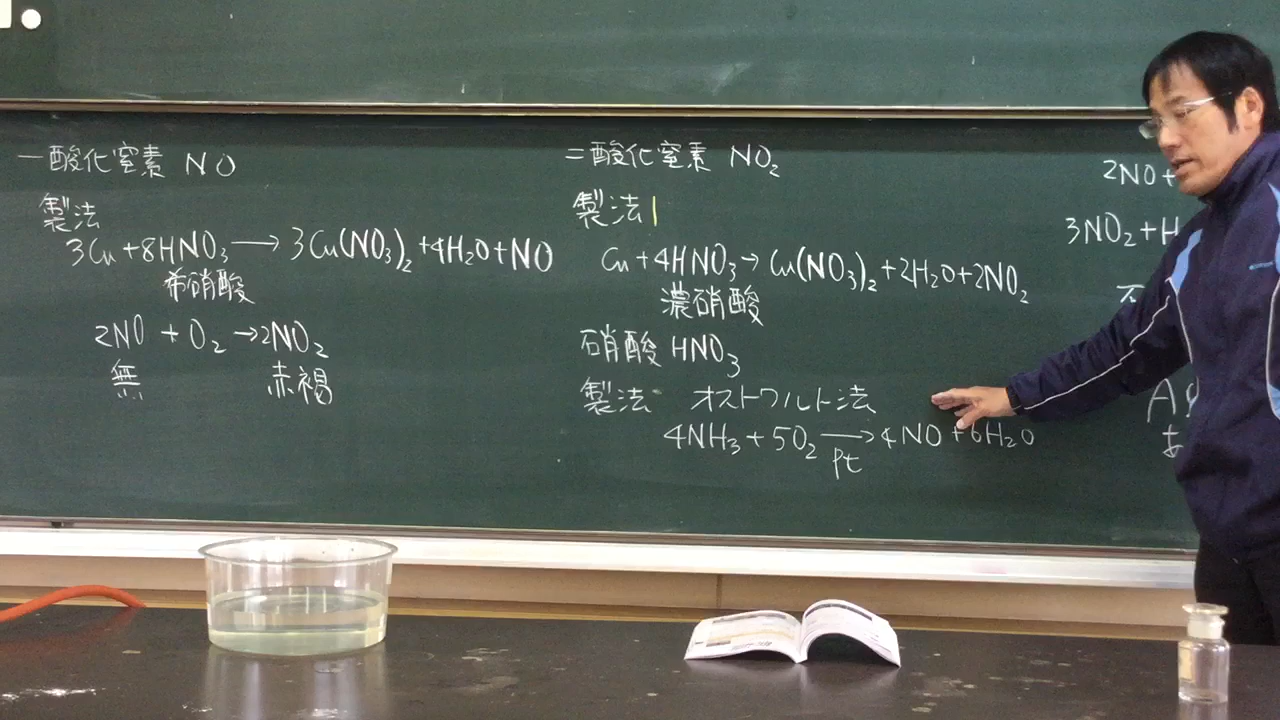 一酸化窒素 NO
製法
3Cu+8HNO₃→3Cu(NO₃)₂+4H₂O+NO
希硝酸
2NO+O₂→2NO₂
無 赤褐
二酸化窒素 NO₂
製法1
Cu+4HNO₃→Cu(NO₃)₂+2H₂O+2NO₂
濃硝酸
硝酸 HNO₃
製法 オストワルト法
4NH₃+5O₂→4NO+6H₂O
Pt
2NO+
3NO₂+H